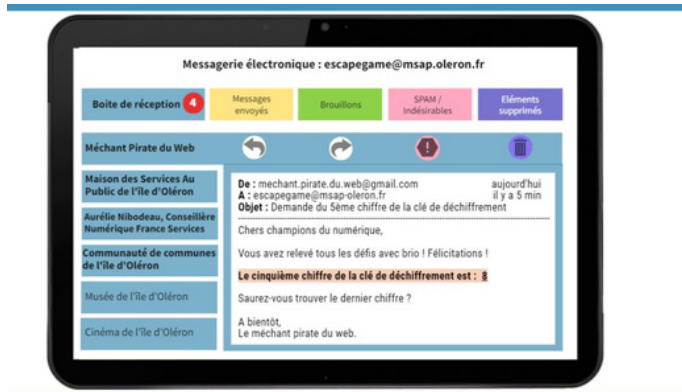 Messagerie électronique : escapegame@msap.oleron.fr
Boite de réception 4
Messages
envoyés
Brouillons
SPAM /
Indésirables
Eléments
supprimés
Méchant Pirate du Web
Maison des Services Au
Public de l'île d'Oléron
Aurélie Nibodeau, Conseillère
Numérique France Services
Communauté de communes
de l'île d'Oléron
Musée de l'île d'Oléron
Cinéma de l'île d'Oléron
De : mechant.pirate.du.web@gmail.com aujourd'hui
A : escapegame@msap-oleron.fr il y a 5 min
Objet : Demande du 5ème chiffre de la clé de déchiffrement
Chers champions du numérique,
Vous avez relevé tous les défis avec brio ! Félicitations !
Le cinquième chiffre de la clé de déchiffrement est : 8
Saurez-vous trouver le dernier chiffre ?
A bientôt,
Le méchant pirate du web.